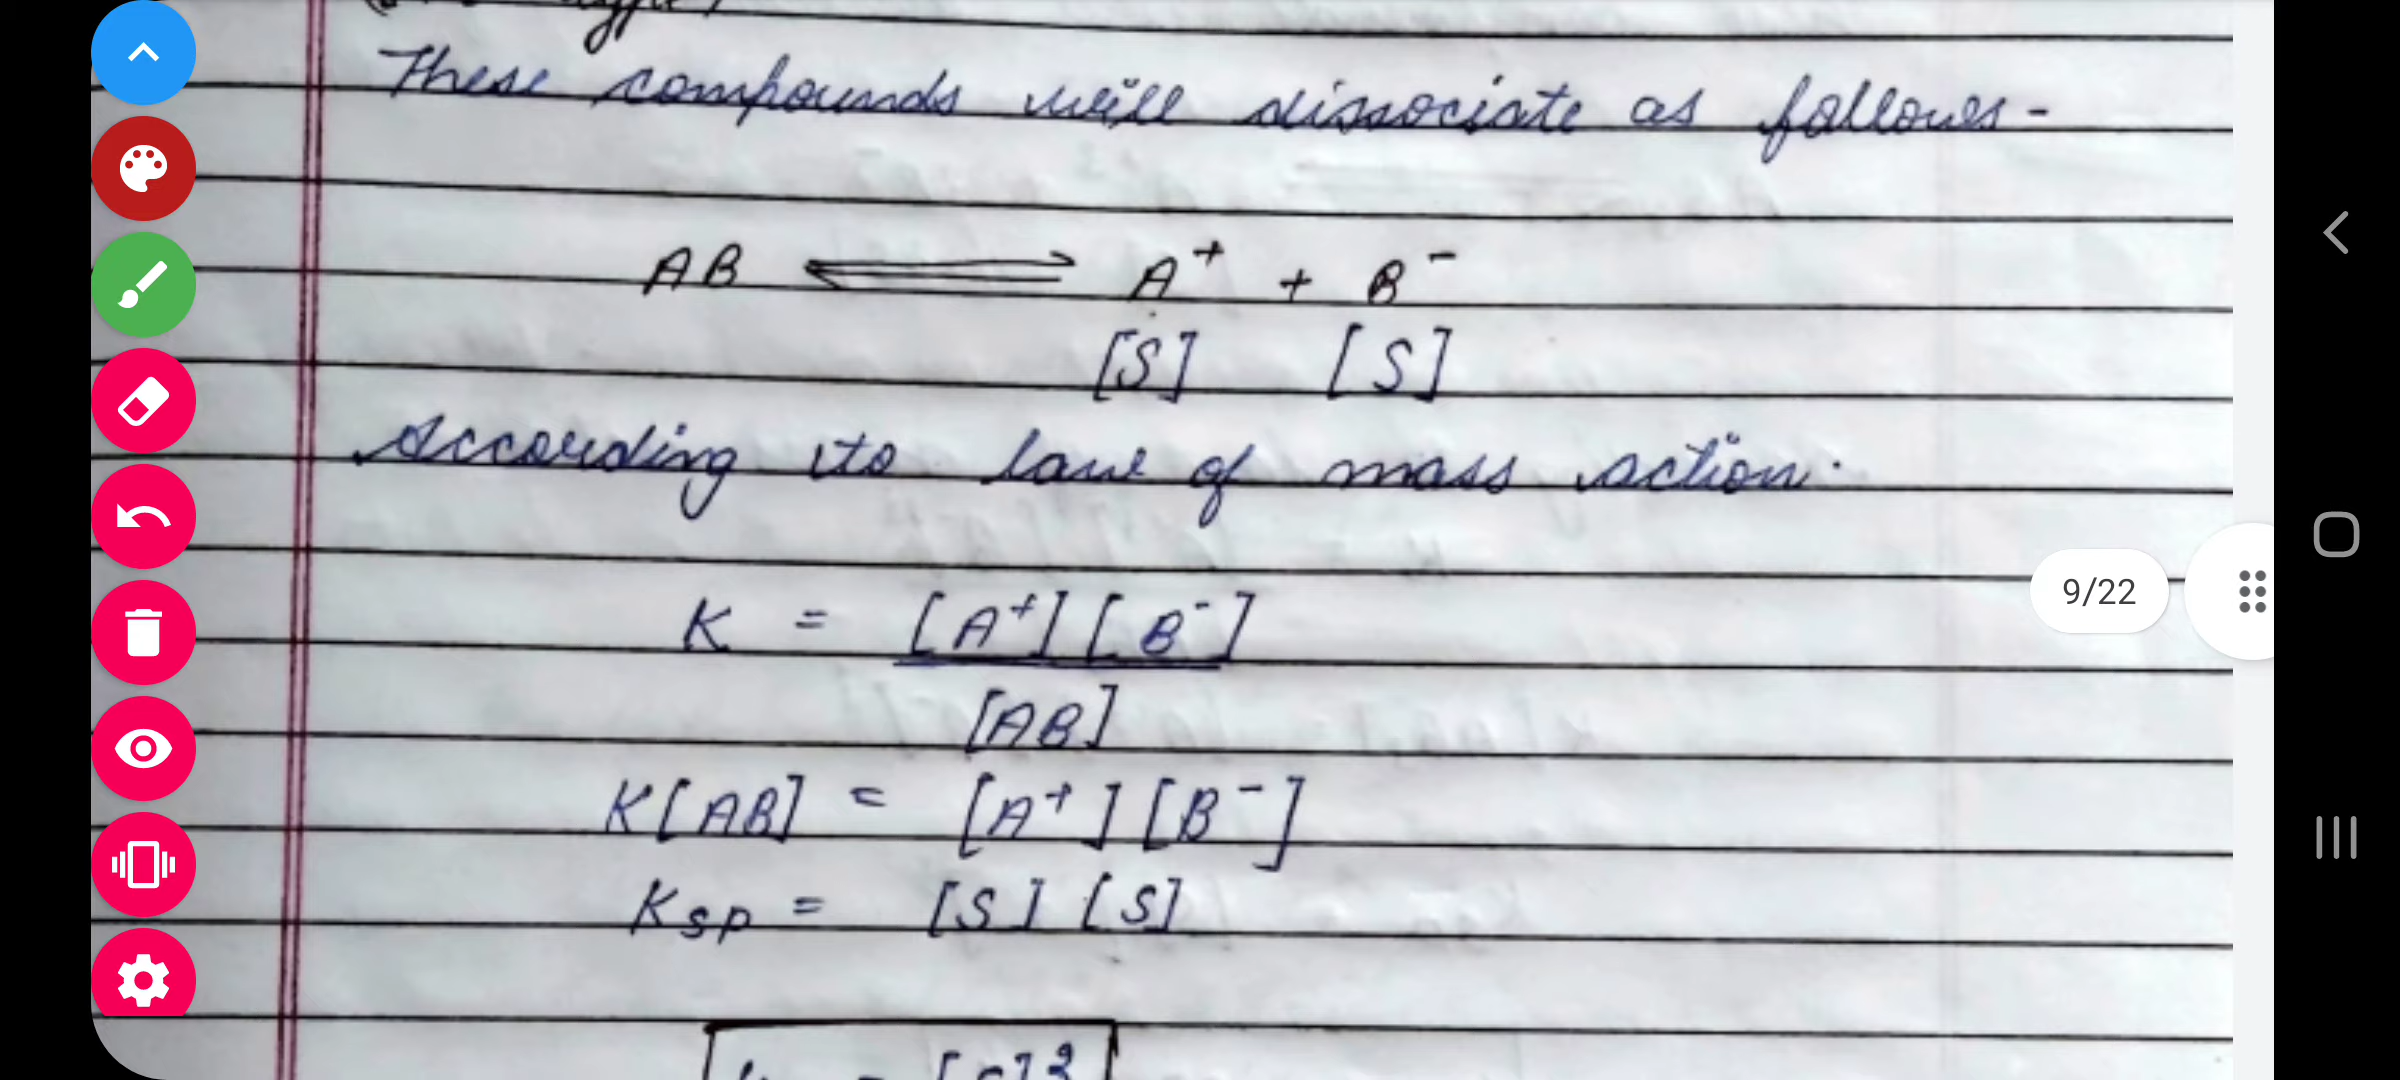 These compounds will dissociate as follows-
AB ⇌ A⁺ + B⁻
[S] [S]
According to law of mass action.
K = [A⁺][B⁻]
[AB]
9/22
K[AB] = [A⁺][B⁻]
Ksp = [S] [S]